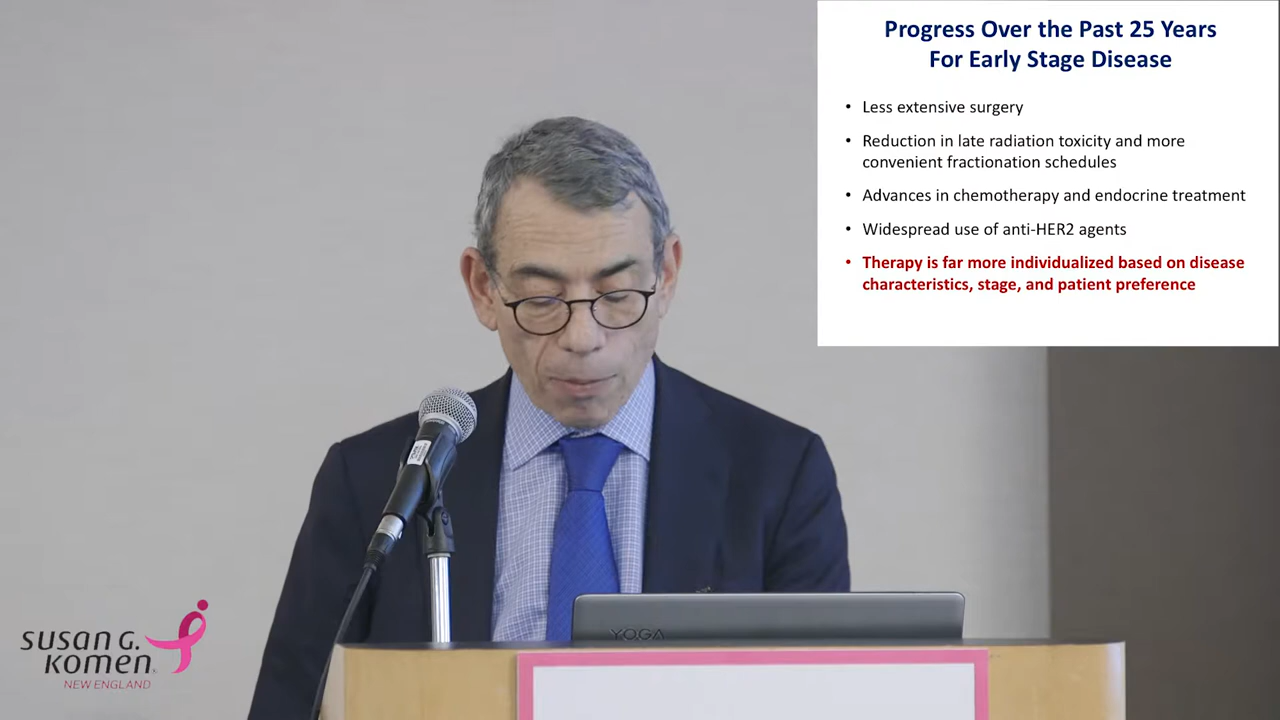 Progress Over the Past 25 Years
For Early Stage Disease
• Less extensive surgery
• Reduction in late radiation toxicity and more
convenient fractionation schedules
• Advances in chemotherapy and endocrine treatment
• Widespread use of anti-HER2 agents
• Therapy is far more individualized based on disease
characteristics, stage, and patient preference
YOGA
susan G.
komen
NEW ENGLAND